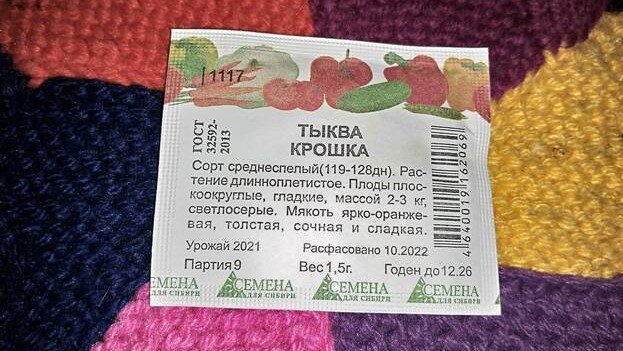 1117
ГОСТ
32592-
2013
ТЫКВА
КРОШКА
Сорт среднеспелый(119-128дн). Рас-
тение длинноплетистое. Плоды плос-
коокруглые, гладкие, массой 2-3 кг,
светлосерые. Мякоть ярко-оранже-
вая, толстая, сочная и сладкая.
Урожай 2021 Расфасовано 10.2022
Партия 9 Вес 1,5г. Годен до 12.26
4640019162069
СЕМЕНА СЕМЕНА СЕМЕНА СЕМЕНА
ДЛЯ СИБИРИ ДЛЯ СИБИРИ ДЛЯ СИБИРИ ДЛЯ СИБИРИ